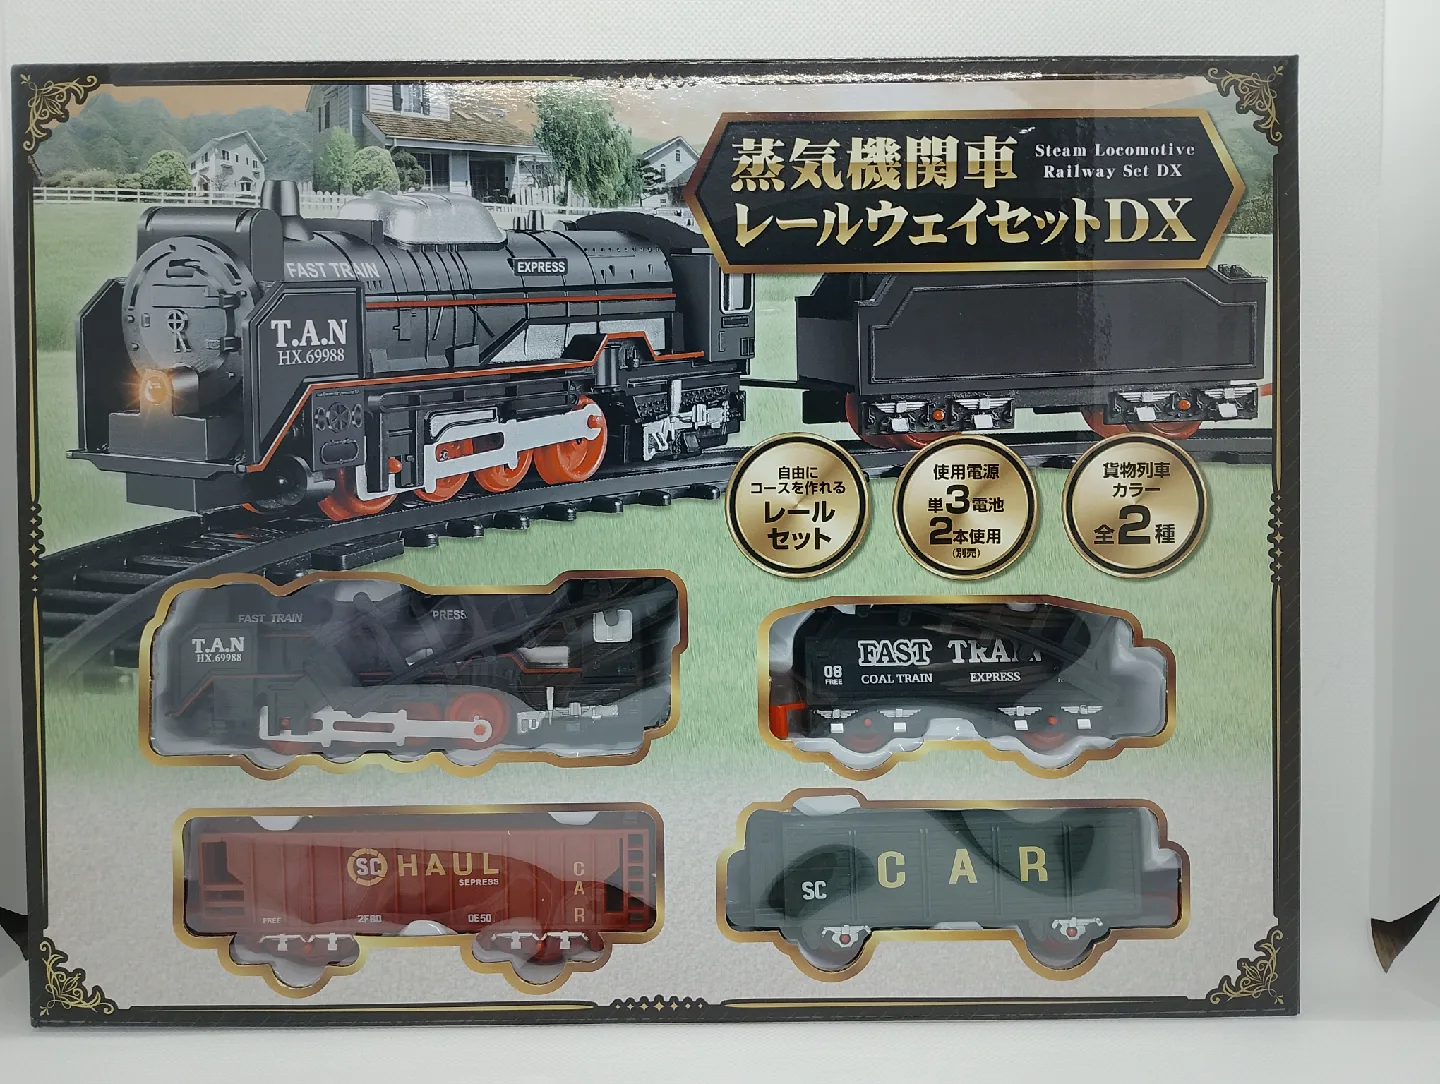 蒸気機関車
Steam Locomotive
Railway Set DX
レールウェイセットDX
FAST TRAIN
EXPRESS
T.A.N
HX.69988
自由に
コースを作れる
レール
セット
使用電源
単3電池
2本使用
(別売)
貨物列車
カラー
全2種
FAST TRAIN
PRESS
T.A.N
HX.69988
FAST TRAIN
08
FREE
COAL TRAIN EXPRESS
SC HAUL
SEPRESS
CAR
FREE 2F80 0E50
SC CAR